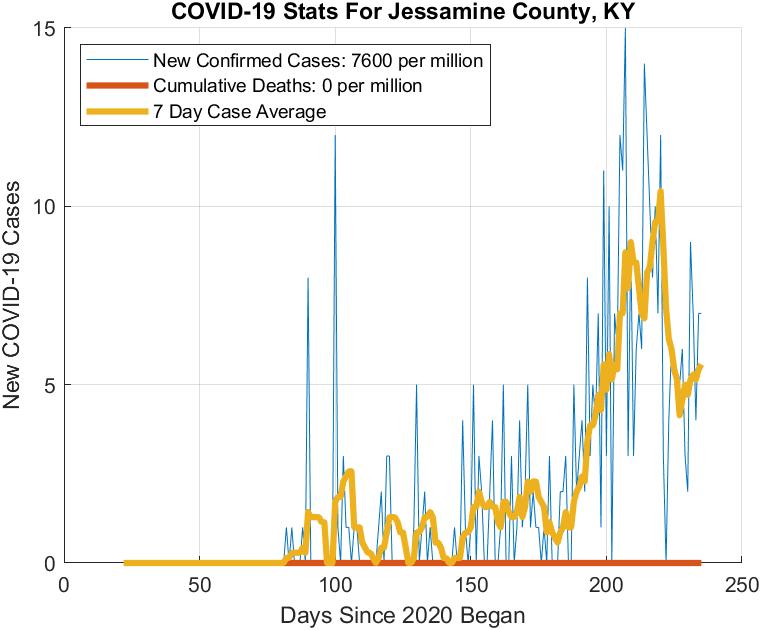 COVID-19 Stats For Jessamine County, KY
New Confirmed Cases: 7600 per million
Cumulative Deaths: 0 per million
7 Day Case Average
New COVID-19 Cases
15
10
5
0
0 50 100 150 200 250
Days Since 2020 Began